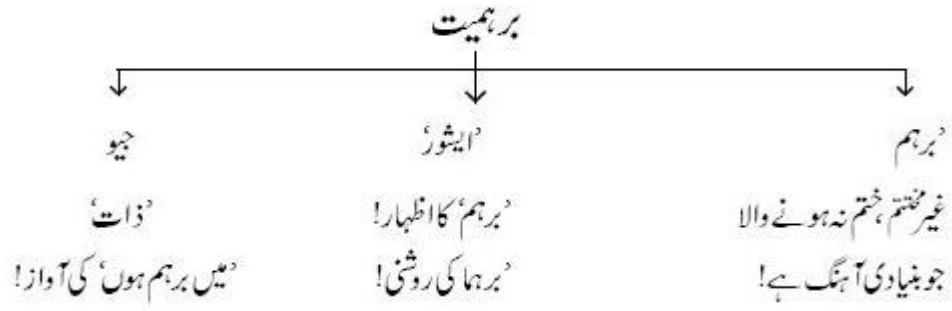 برہمیت
’برہم
غیر مختتم، ختم نہ ہونے والا
جو بنیادی آہنگ ہے!
’ایشور‘
’برہم‘ کا اظہار!
’برہما کی روشنی!
جیو
’ذات‘
’میں برہم ہوں‘ کی آواز!